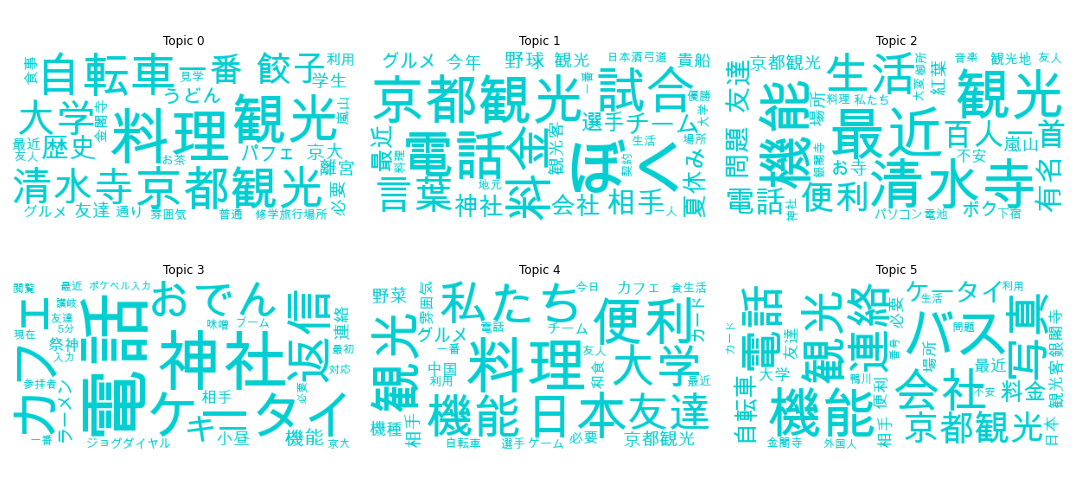 Topic 0
食事
自転車
一番
餃子
利用
見学
学生
うどん
大学
金閣寺
料理
観光
嵐山
最近
歴史
友人
お茶
パフェ
京大
離宮
清水寺
京都観光
必要
グルメ
友達
通り
雰囲気
普通
修学旅行
場所
Topic 1
グルメ
今年
野球
観光
日本酒
弓道
貴船
京都観光
一番
試合
優勝
大学
選手
チーム
最近
電話
料金
観光客
生活
場所
料理
ぼく
契約
夏休み
言葉
地元
神社
会社
相手
人
Topic 2
京都観光
友達
生活
大変
御所
紅葉
音楽
観光地
友人
機能
料理
私たち
場所
観光
問題
最近
百人一首
嵐山
銀閣寺
お寺
不安
有名
電話
神社
便利
清水寺
パソコン
電池
ボク
下宿
Topic 3
閲覧
最近
ポケベル
入力
カフェ
讃岐
友達
5分
電話
おでん
返信
味噌
ブーム
連絡
現在
祭神
入力
神社
最初
対応
参拝者
ラーメン
ケータイ
相手
必要
キー
小昼
機能
一番
ジョグダイヤル
京大
Topic 4
野菜
雰囲気
私たち
今日
カフェ
食生活
便利
カード
観光
グルメ
電話
チーム
一番
料理
友人
大学
中国
和食
利用
最近
機能
日本
友達
機種
相手
自転車
選手
ゲーム
必要
京都観光
Topic 5
電話
観光
連絡
必要
ケータイ
利用
生活
カード
友達
番号
バス
問題
写真
場所
銀閣寺
大学
鴨川
最近
自転車
機能
便利
会社
不安
料金
観光客
相手
京都観光
日本
金閣寺
外国人